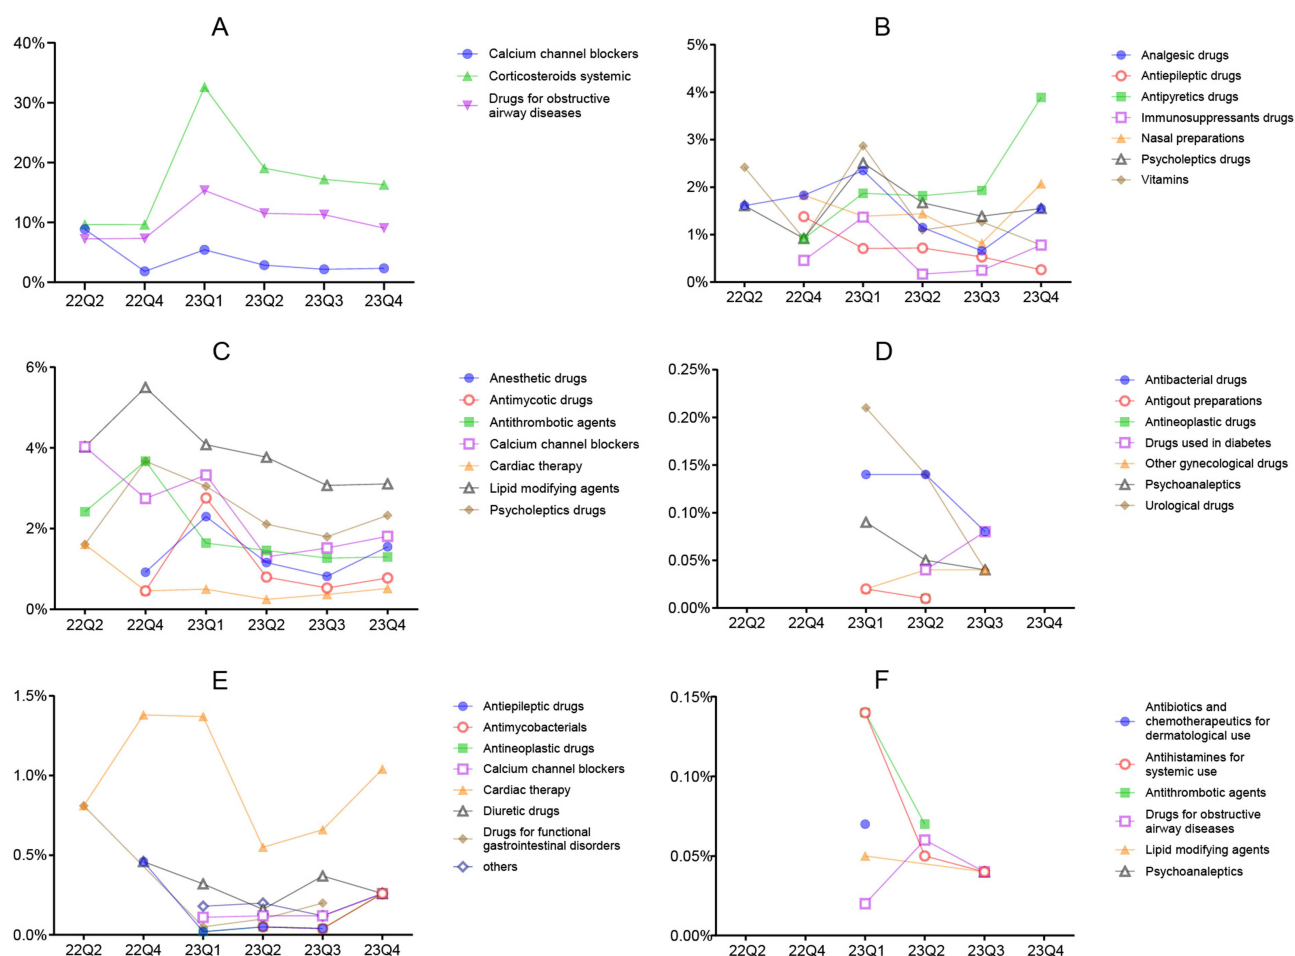 A
40%
30%
20%
10%
0%
22Q2 22Q4 23Q1 23Q2 23Q3 23Q4
Calcium channel blockers
Corticosteroids systemic
Drugs for obstructive
airway diseases
B
5%
4%
3%
2%
1%
0%
22Q2 22Q4 23Q1 23Q2 23Q3 23Q4
Analgesic drugs
Antiepileptic drugs
Antipyretics drugs
Immunosuppressants drugs
Nasal preparations
Psycholeptics drugs
Vitamins
C
6%
4%
2%
0%
22Q2 22Q4 23Q1 23Q2 23Q3 23Q4
Anesthetic drugs
Antimycotic drugs
Antithrombotic agents
Calcium channel blockers
Cardiac therapy
Lipid modifying agents
Psycholeptics drugs
D
0.25%
0.20%
0.15%
0.10%
0.05%
0.00%
22Q2 22Q4 23Q1 23Q2 23Q3 23Q4
Antibacterial drugs
Antigout preparations
Antineoplastic drugs
Drugs used in diabetes
Other gynecological drugs
Psychoanaleptics
Urological drugs
E
1.5%
1.0%
0.5%
0.0%
22Q2 22Q4 23Q1 23Q2 23Q3 23Q4
Antiepileptic drugs
Antimycobacterials
Antineoplastic drugs
Calcium channel blockers
Cardiac therapy
Diuretic drugs
Drugs for functional
gastrointestinal disorders
others
F
0.15%
0.10%
0.05%
0.00%
22Q2 22Q4 23Q1 23Q2 23Q3 23Q4
Antibiotics and
chemotherapeutics for
dermatological use
Antihistamines for
systemic use
Antithrombotic agents
Drugs for obstructive
airway diseases
Lipid modifying agents
Psychoanaleptics